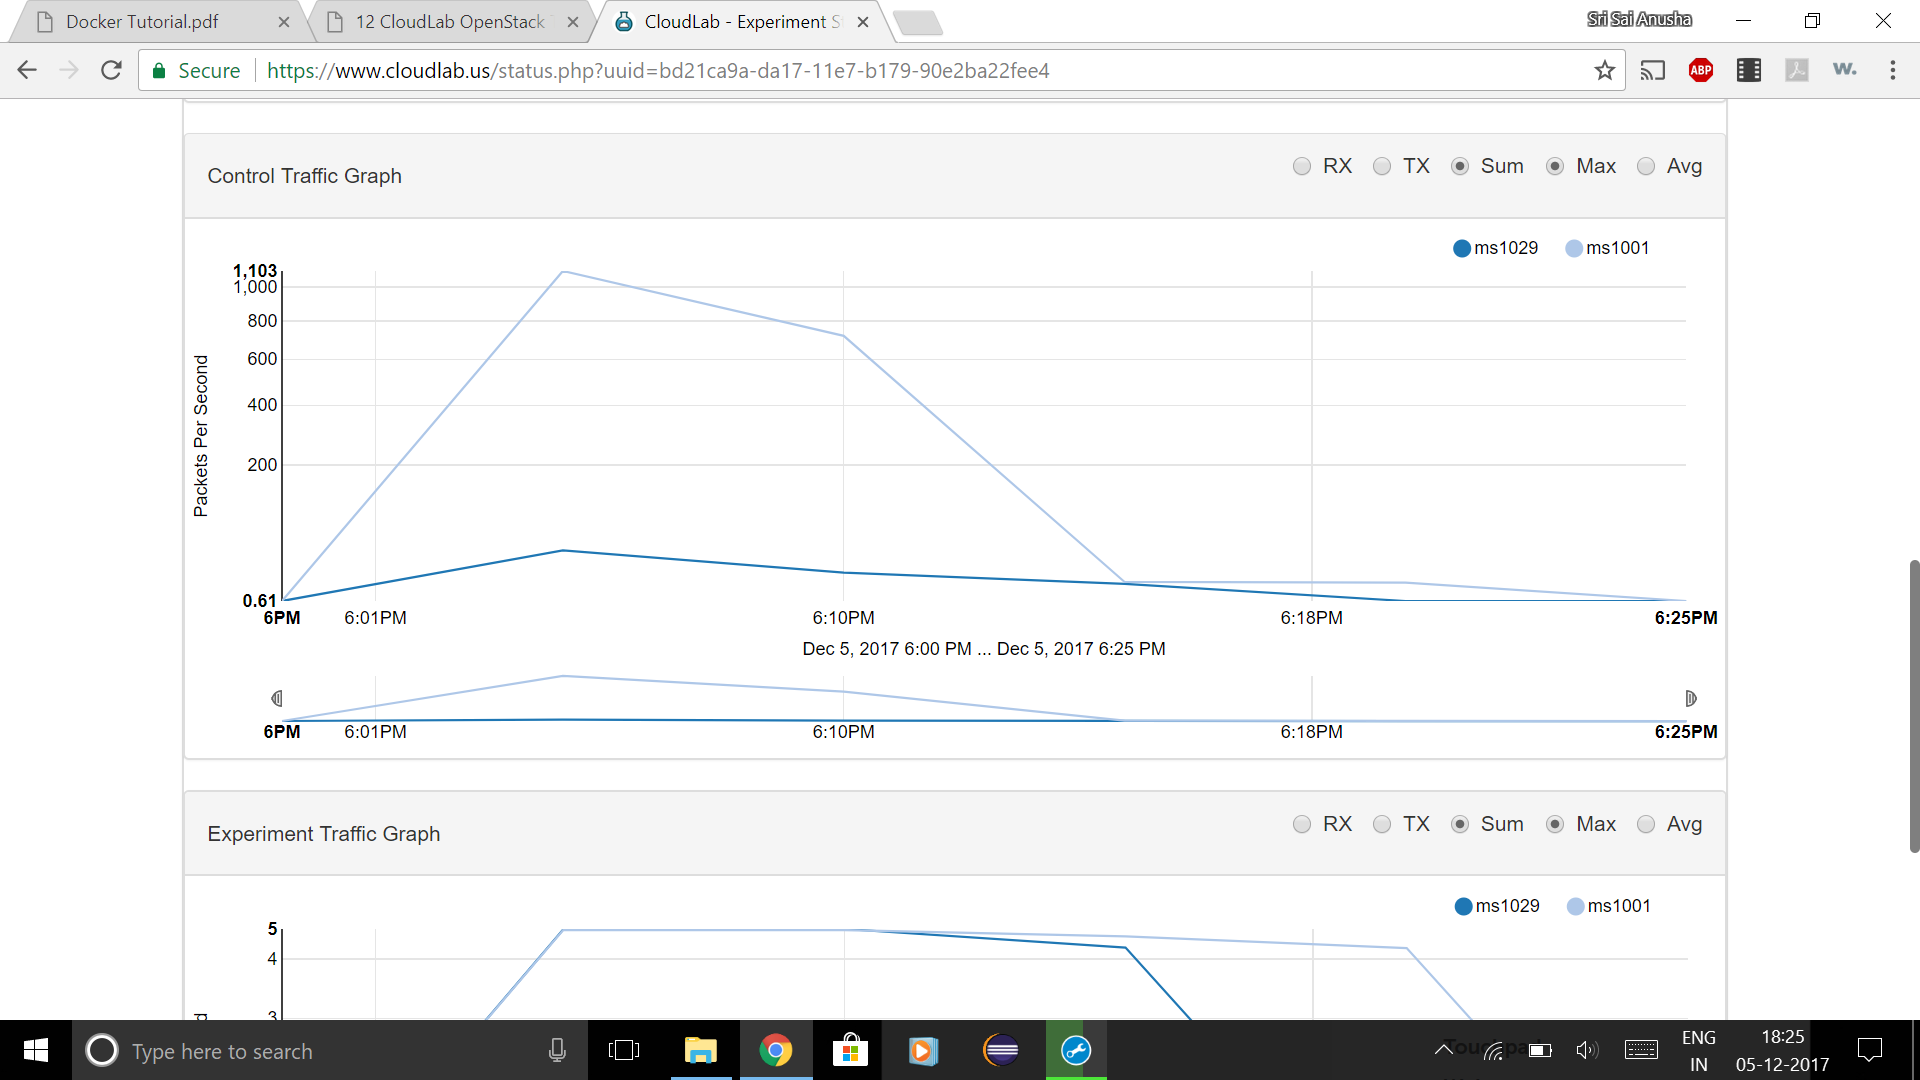 Docker Tutorial.pdf
12 CloudLab OpenStack
CloudLab - Experiment S
Sri Sai Anusha
Secure
https://www.cloudlab.us/status.php?uuid=bd21ca9a-da17-11e7-b179-90e2ba22fee4
ABP
w.
Control Traffic Graph
RX TX Sum Max Avg
ms1029 ms1001
1,103
1,000
800
600
400
200
0.61
Packets Per Second
6PM 6:01PM 6:10PM 6:18PM 6:25PM
Dec 5, 2017 6:00 PM ... Dec 5, 2017 6:25 PM
6PM 6:01PM 6:10PM 6:18PM 6:25PM
Experiment Traffic Graph
RX TX Sum Max Avg
ms1029 ms1001
5
4
3
Type here to search
ENG
IN
18:25
05-12-2017